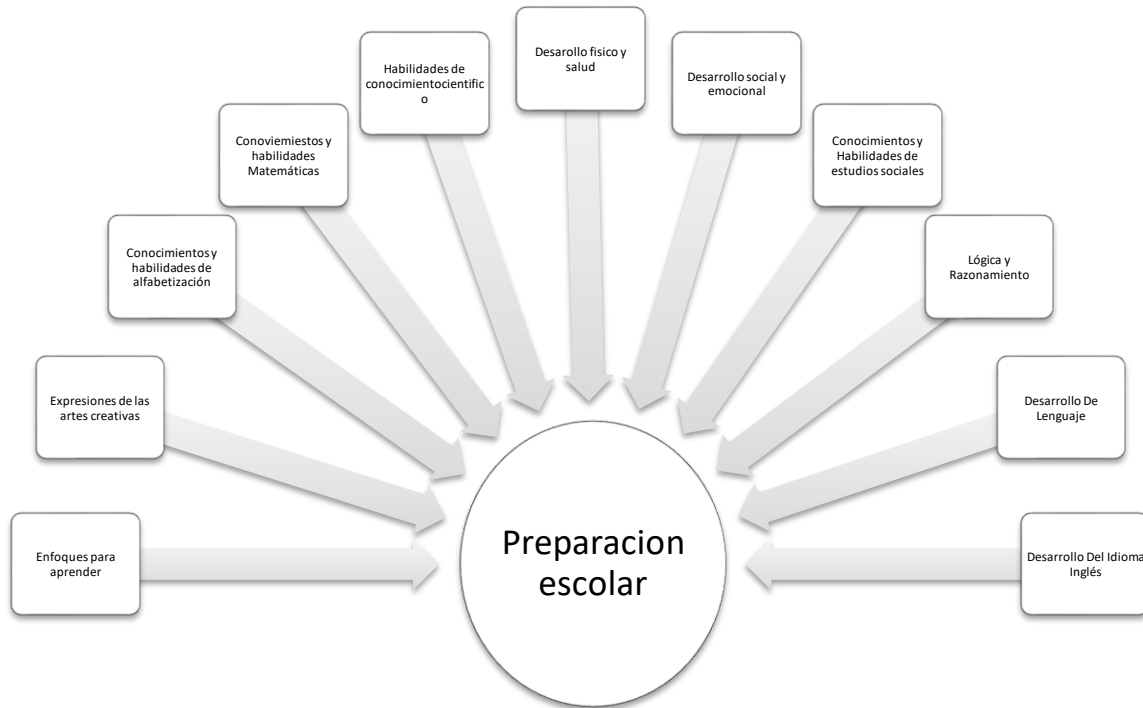 Desarollo fisico y
salud
Habilidades de
conocimientocientific
o
Desarrollo social y
emocional
Conoviemiestos y
habilidades
Matemáticas
Conocimientos y
Habilidades de
estudios sociales
Conocimientos y
habilidades de
alfabetización
Lógica y
Razonamiento
Expresiones de las
artes creativas
Desarrollo De
Lenguaje
Enfoques para
aprender
Preparacion
escolar
Desarrollo Del Idioma
Inglés